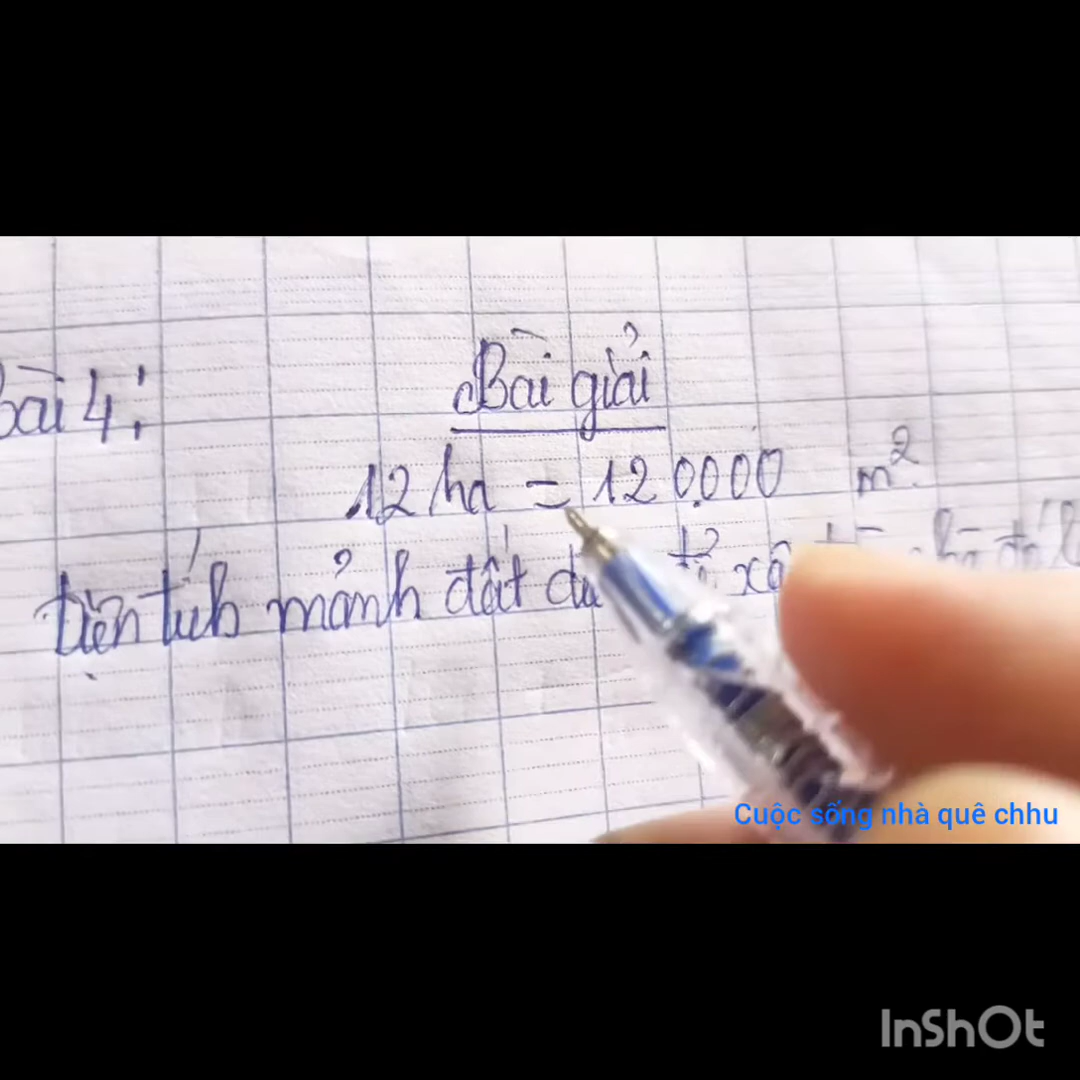 Bài giải
Bài 4:
12 ha = 120000 m²
Diện tích mảnh đất
Cuộc sống nhà quê chhu
InShOt